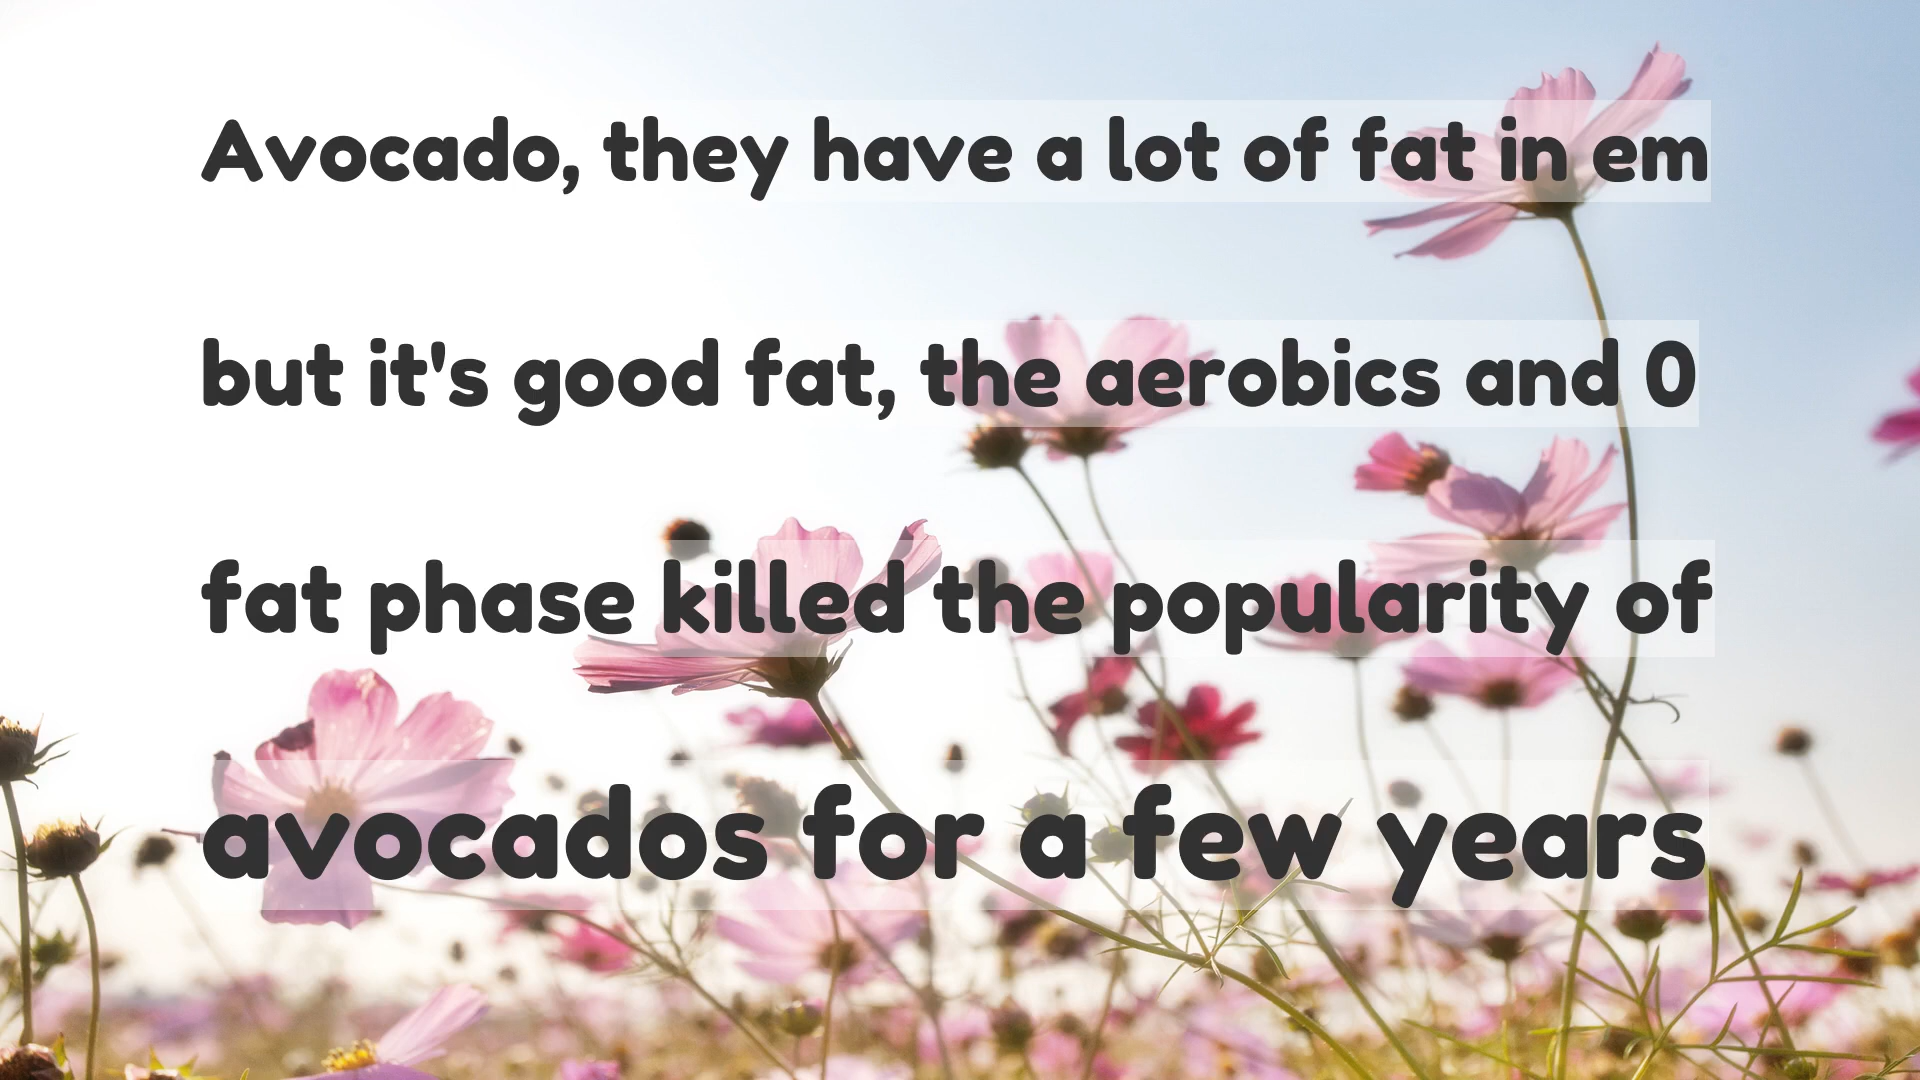 Avocado, they have a lot of fat in em
but it's good fat, the aerobics and 0
fat phase killed the popularity of
avocados for a few years